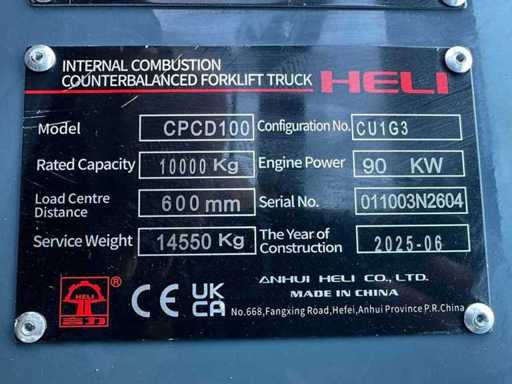 INTERNAL COMBUSTION
COUNTERBALANCED FORKLIFT TRUCK HELI
Model CPCD100 Configuration No. CU1G3
Rated Capacity 10000 Kg Engine Power 90 KW
Load Centre Distance 600 mm Serial No. 011003N2604
Service Weight 14550 Kg The Year of Construction 2025-06
HELI ®
合力
CE UK CA
ANHUI HELI CO., LTD.
MADE IN CHINA
No.668,Fangxing Road,Hefei,Anhui Province P.R.China